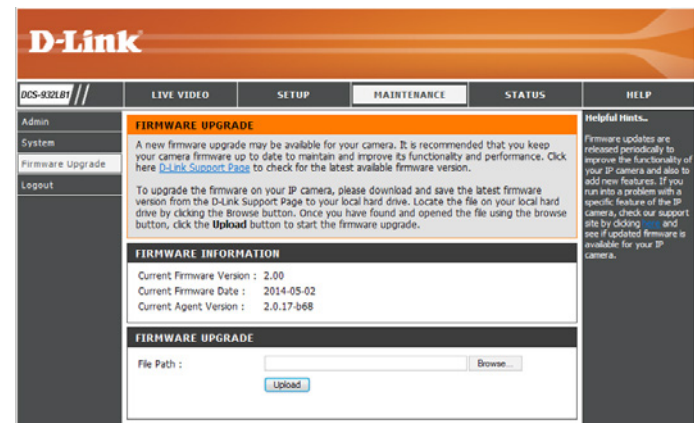 D-Link
DCS-932LB1 //
LIVE VIDEO
SETUP
MAINTENANCE
STATUS
HELP
Admin
System
Firmware Upgrade
Logout
FIRMWARE UPGRADE
A new firmware upgrade may be available for your camera. It is recommended that you keep
your camera firmware up to date to maintain and improve its functionality and performance. Click
here D-Link Support Page to check for the latest available firmware version.
To upgrade the firmware on your IP camera, please download and save the latest firmware
version from the D-Link Support Page to your local hard drive. Locate the file on your local hard
drive by clicking the Browse button. Once you have found and opened the file using the browse
button, click the Upload button to start the firmware upgrade.
FIRMWARE INFORMATION
Current Firmware Version : 2.00
Current Firmware Date : 2014-05-02
Current Agent Version : 2.0.17-b68
FIRMWARE UPGRADE
File Path :
Browse...
Upload
Helpful Hints..
Firmware updates are
released periodically to
improve the functionality of
your IP camera and also to
add new features. If you
run into a problem with a
specific feature of the IP
camera, check our support
site by clicking here and
see if updated firmware is
available for your IP
camera.